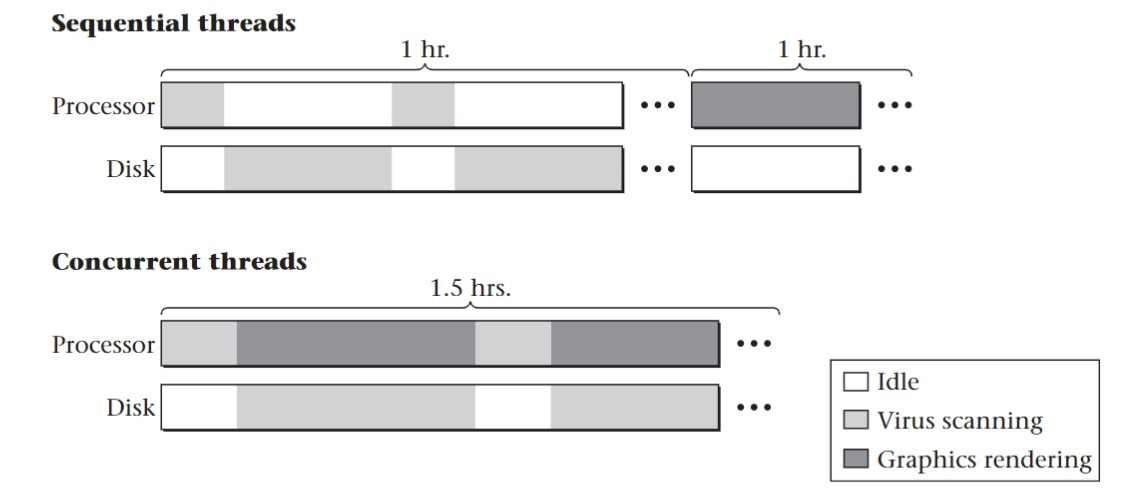 Sequential threads
1 hr. 1 hr.
Processor ••• •••
Disk ••• •••
Concurrent threads
1.5 hrs.
Processor •••
Disk •••
Idle
Virus scanning
Graphics rendering